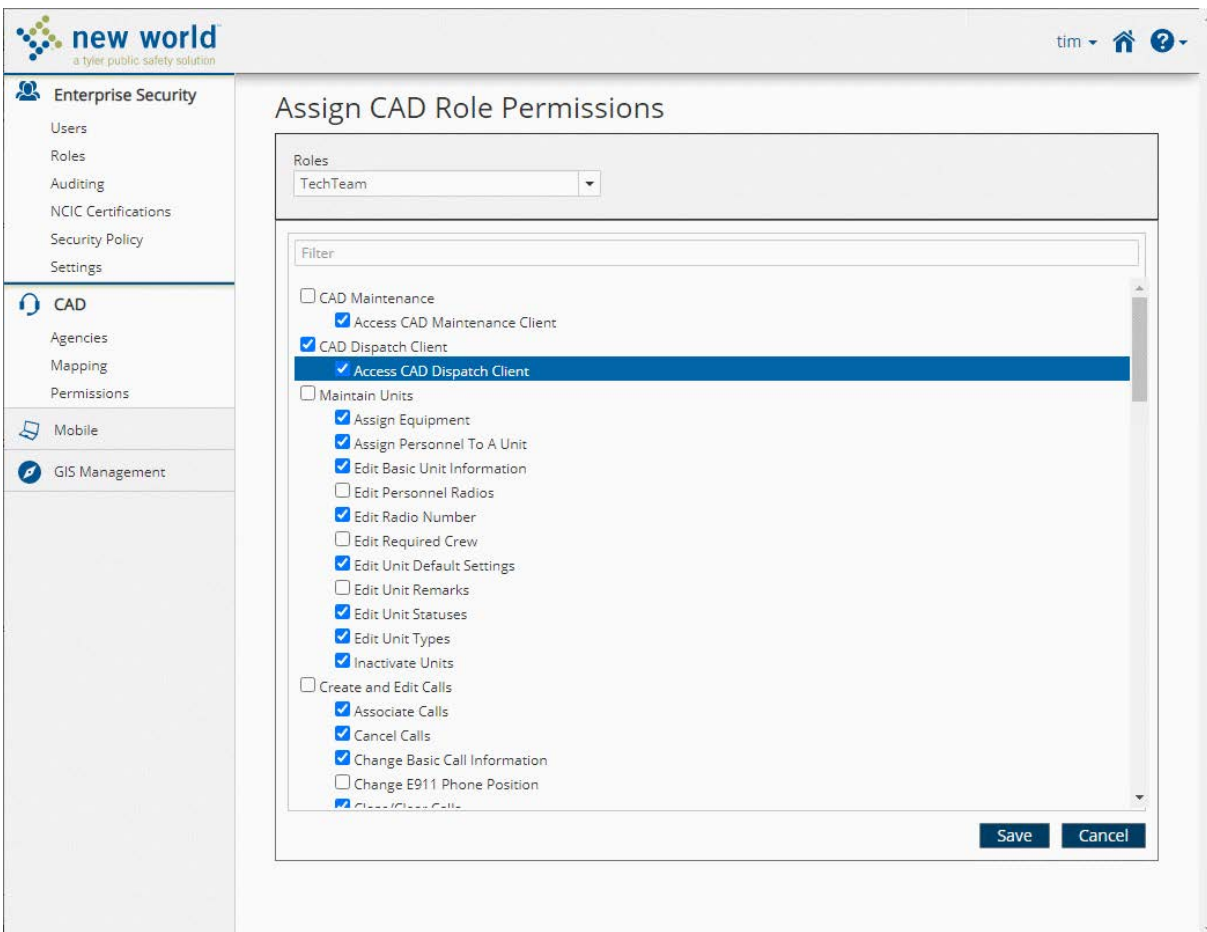 new world
a tyler public safety solution
tim
Enterprise Security
Users
Roles
Auditing
NCIC Certifications
Security Policy
Settings
CAD
Agencies
Mapping
Permissions
Mobile
GIS Management
Assign CAD Role Permissions
Roles
TechTeam
Filter
CAD Maintenance
Access CAD Maintenance Client
CAD Dispatch Client
Access CAD Dispatch Client
Maintain Units
Assign Equipment
Assign Personnel To A Unit
Edit Basic Unit Information
Edit Personnel Radios
Edit Radio Number
Edit Required Crew
Edit Unit Default Settings
Edit Unit Remarks
Edit Unit Statuses
Edit Unit Types
Inactivate Units
Create and Edit Calls
Associate Calls
Cancel Calls
Change Basic Call Information
Change E911 Phone Position
Close/Clear Calls
Save Cancel